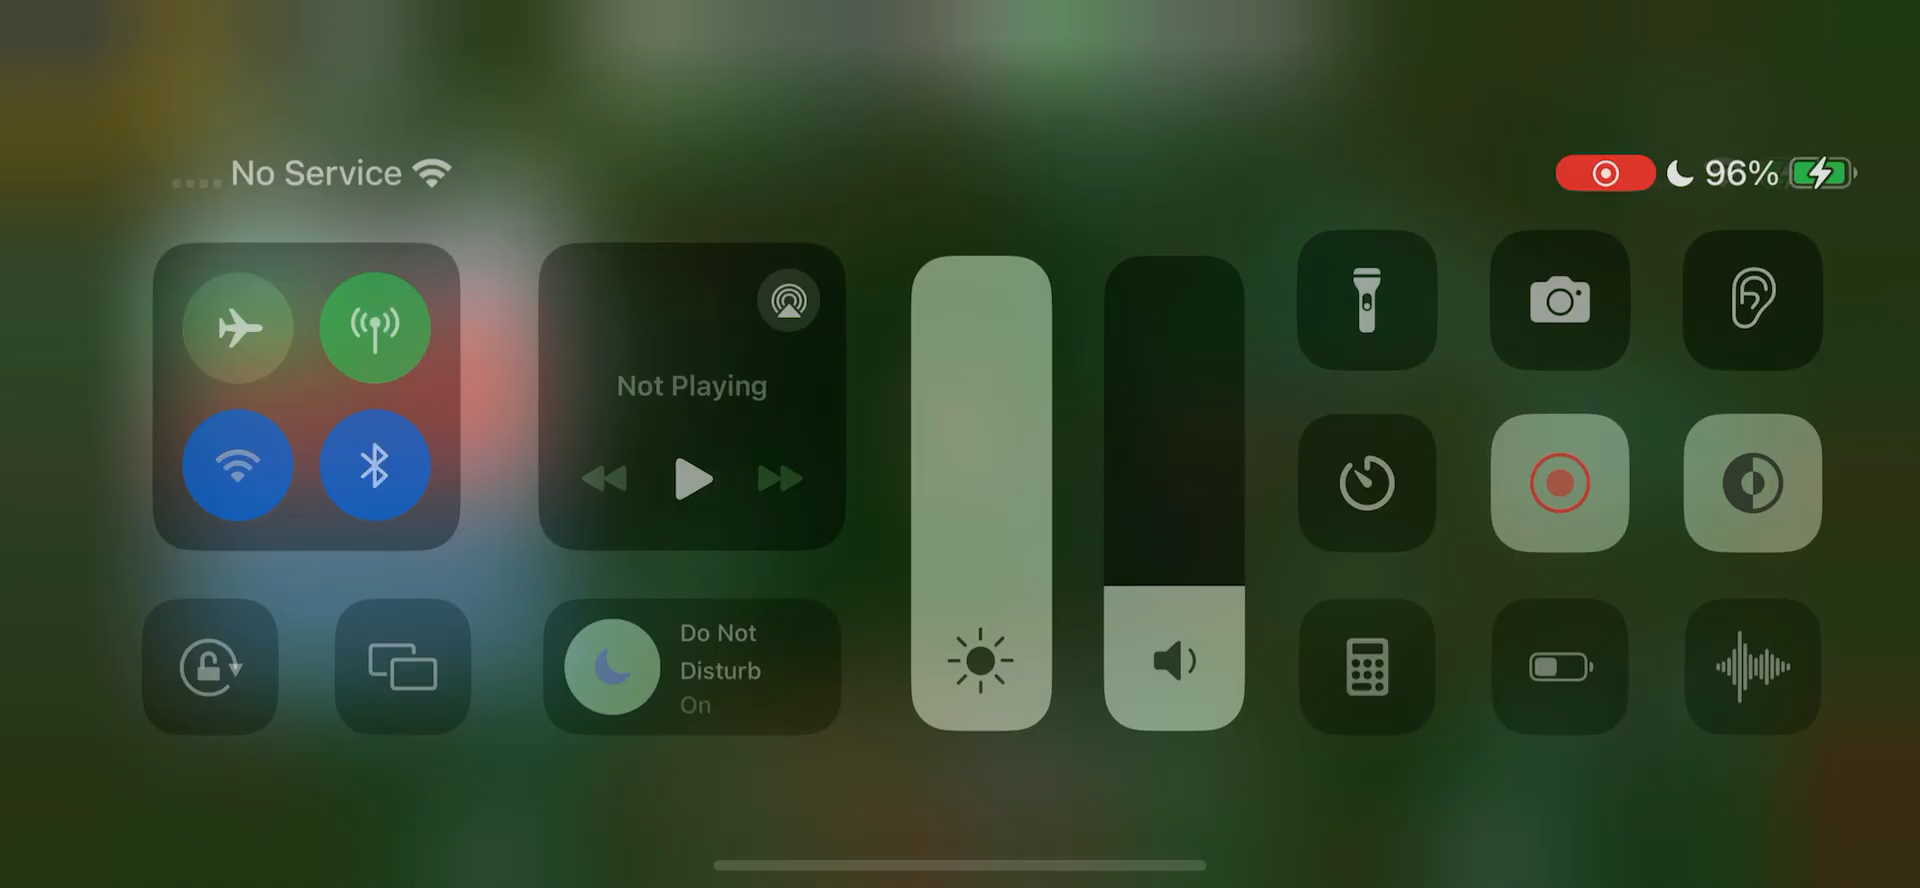 No Service
96%
Not Playing
Do Not
Disturb
On